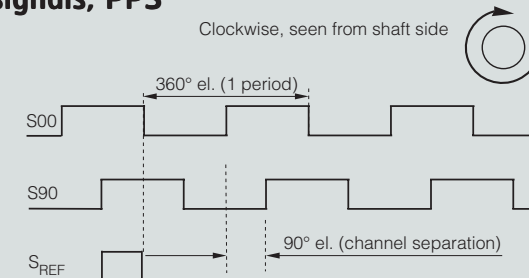 signals, PPS
Clockwise, seen from shaft side
360° el. (1 period)
S00
S90
90° el. (channel separation)
SREF